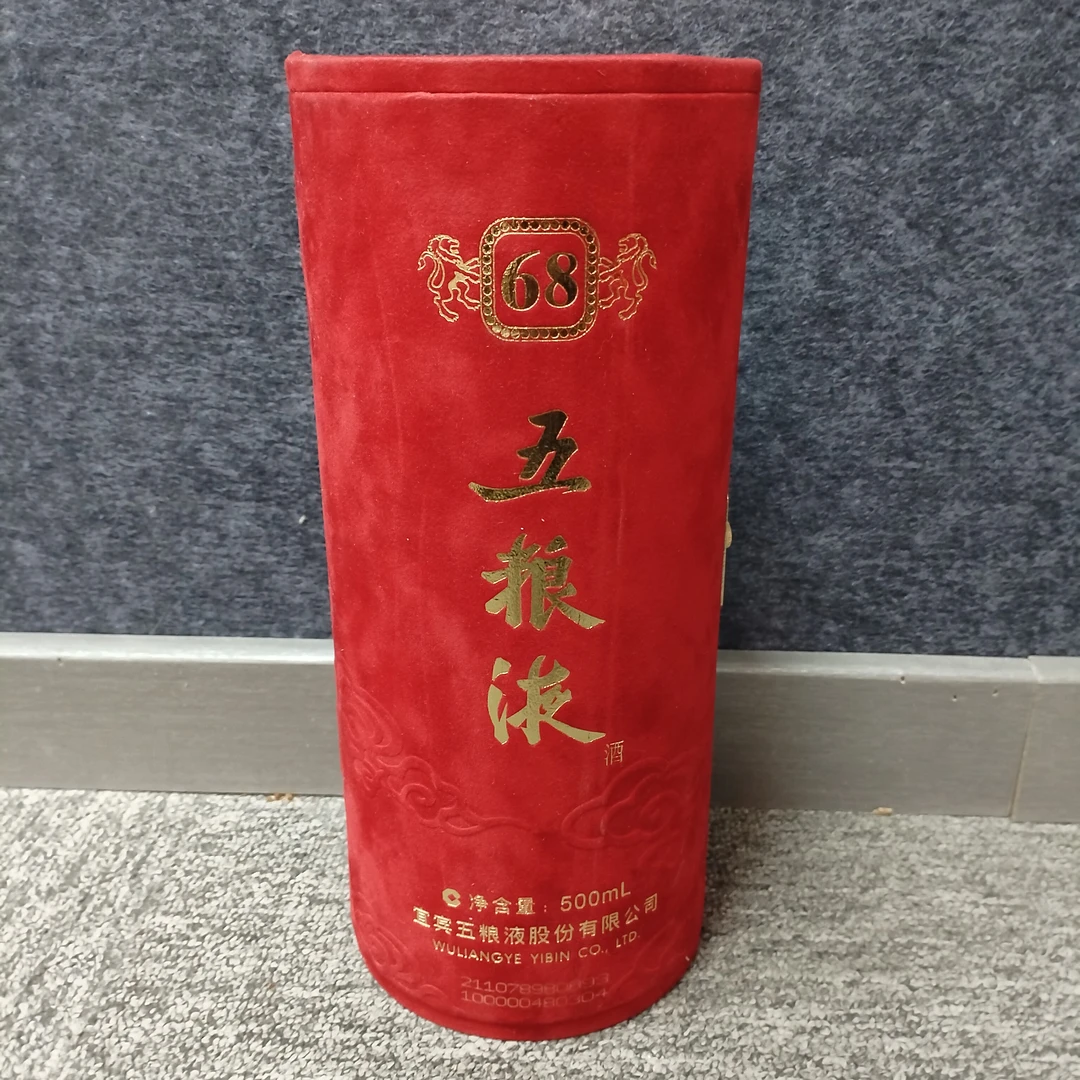 68
五粮液
酒
净含量：500mL
宜宾五粮液股份有限公司
WULIANGYE YIBIN CO., LTD.